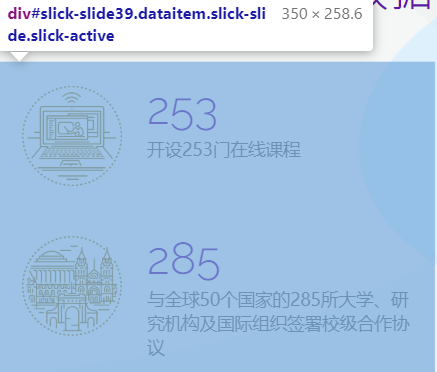 div#slick-slide39.dataitem.slick-sli 350 × 258.6
de.slick-active
253
开设253门在线课程
285
与全球50个国家的285所大学、研
究机构及国际组织签署校级合作协
议